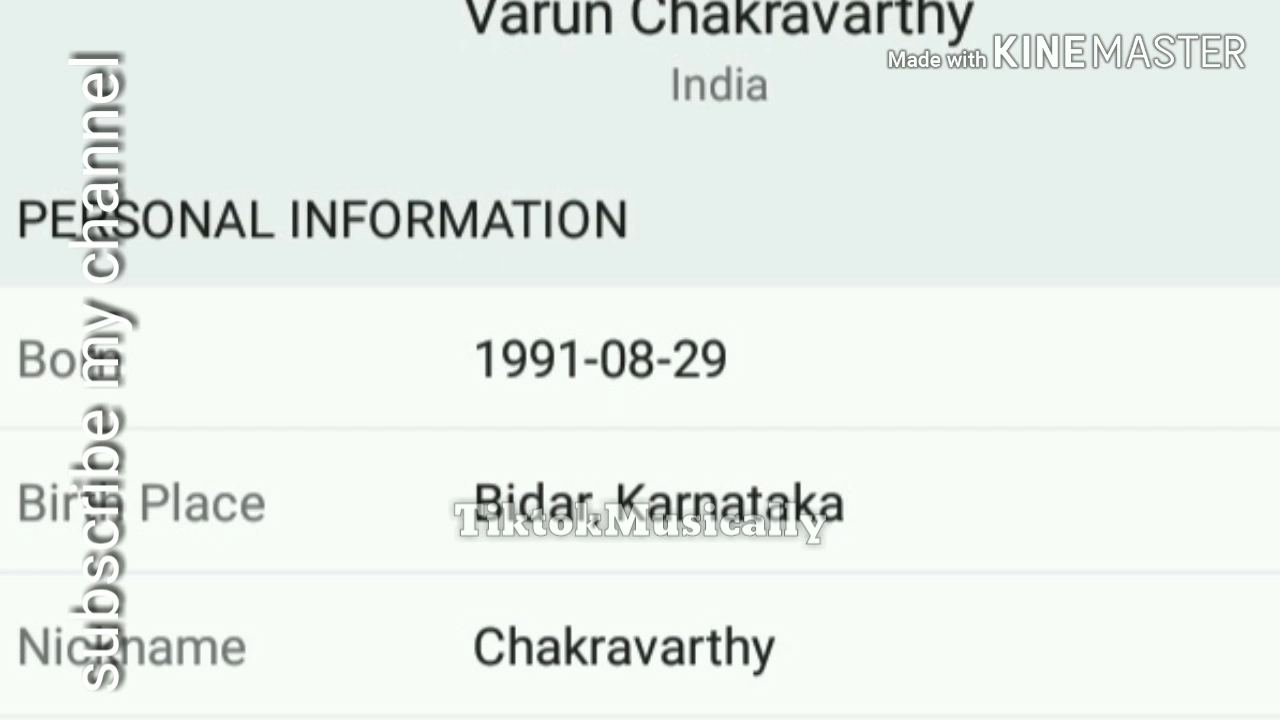 Varun Chakravarthy
Made with KINEMASTER
India
subscribe my channel
PERSONAL INFORMATION
Born 1991-08-29
Birth Place Bidar, Karnataka
TiktokMusically
Nickname Chakravarthy